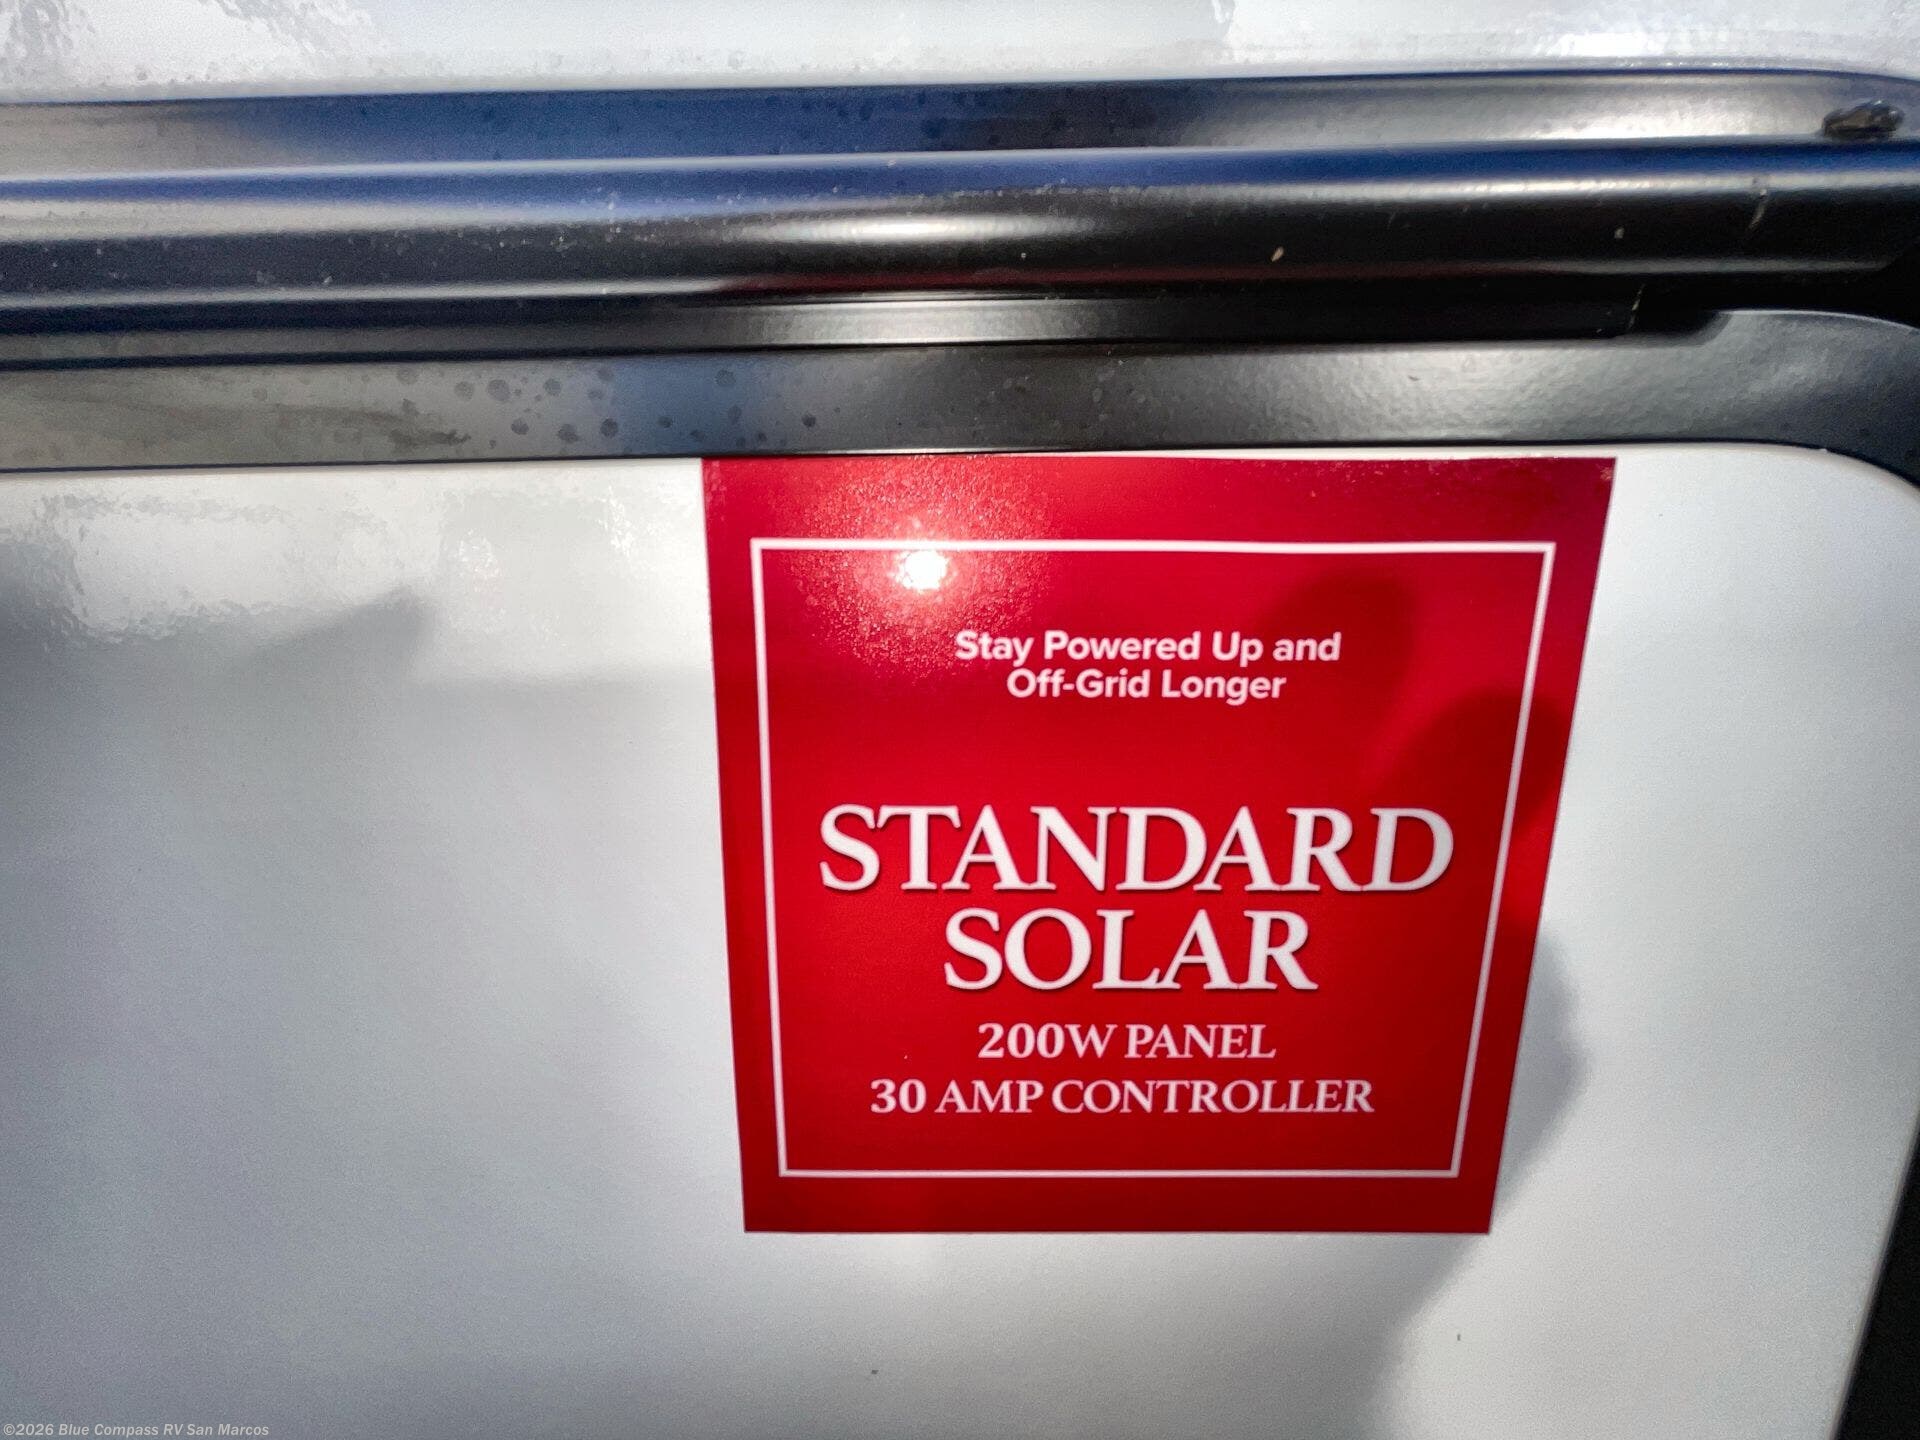 Stay Powered Up and
Off-Grid Longer
STANDARD
SOLAR
200W PANEL
30 AMP CONTROLLER
©2026 Blue Compass RV San Marcos